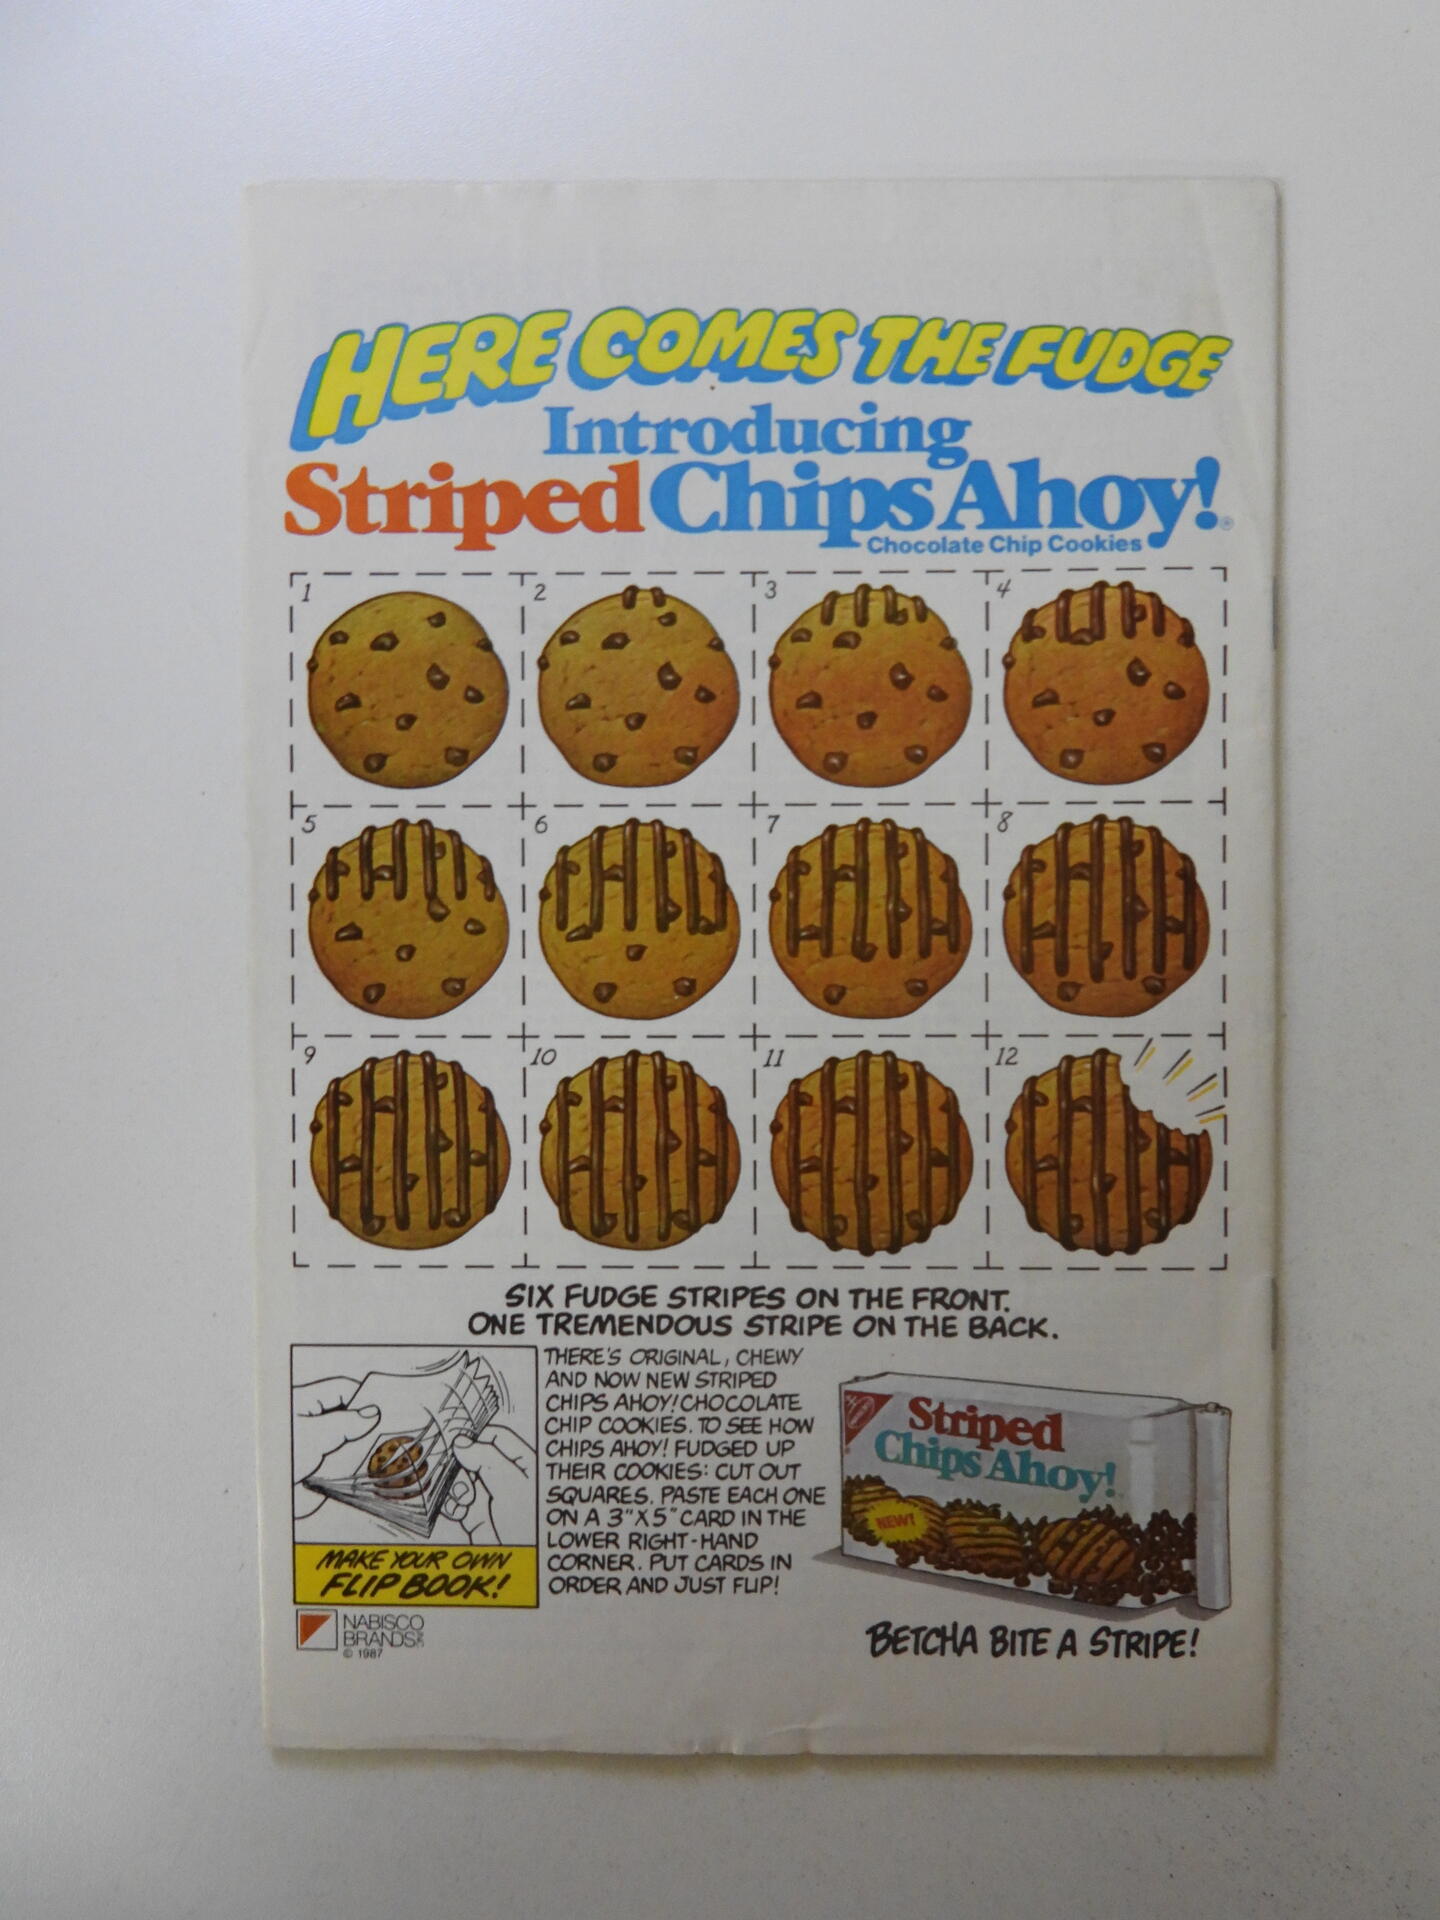 HERE COMES THE FUDGE
Introducing
Striped Chips Ahoy!®
Chocolate Chip Cookies
1
2
3
4
5
6
7
8
9
10
11
12
SIX FUDGE STRIPES ON THE FRONT.
ONE TREMENDOUS STRIPE ON THE BACK.
MAKE YOUR OWN
FLIP BOOK!
THERE'S ORIGINAL, CHEWY
AND NOW NEW STRIPED
CHIPS AHOY! CHOCOLATE
CHIP COOKIES. TO SEE HOW
CHIPS AHOY! FUDGED UP
THEIR COOKIES: CUT OUT
SQUARES. PASTE EACH ONE
ON A 3" X 5" CARD IN THE
LOWER RIGHT-HAND
CORNER. PUT CARDS IN
ORDER AND JUST FLIP!
Striped
Chips Ahoy!
NEW!
NABISCO
BRANDS
© 1987
BETCHA BITE A STRIPE!